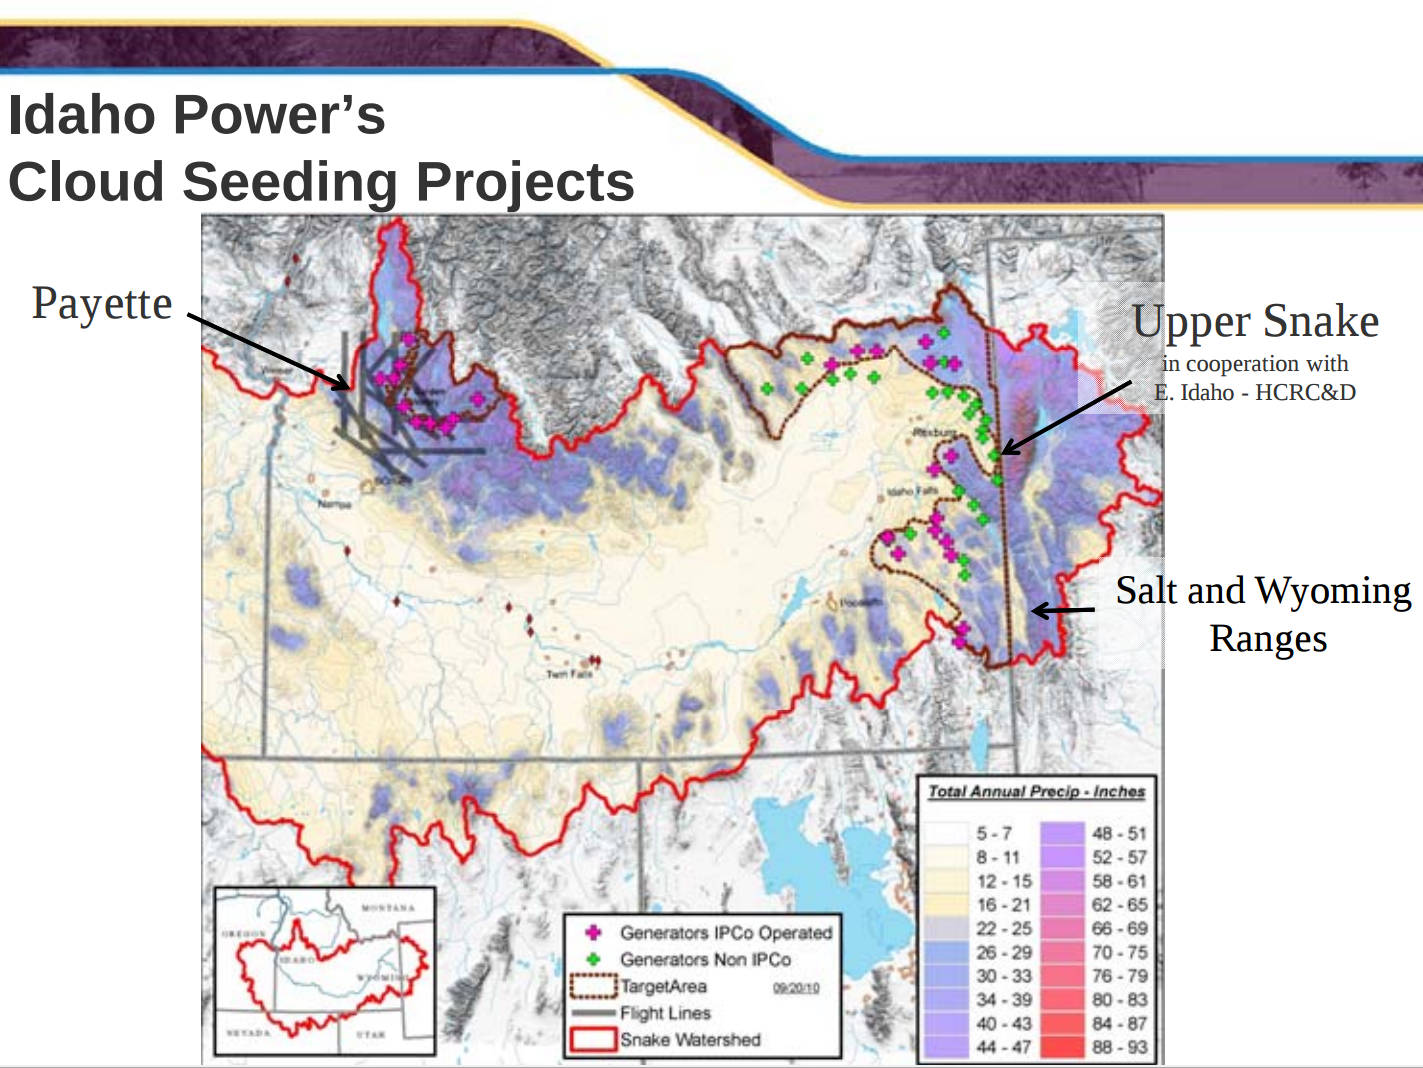 Idaho Power’s
Cloud Seeding Projects
Payette
Upper Snake
in cooperation with
E. Idaho - HCRC&D
Salt and Wyoming
Ranges
Weiser
Nampa
Boise
Rexburg
Idaho Falls
Pocatello
Twin Falls
Total Annual Precip - Inches
5 - 7
8 - 11
12 - 15
16 - 21
22 - 25
26 - 29
30 - 33
34 - 39
40 - 43
44 - 47
48 - 51
52 - 57
58 - 61
62 - 65
66 - 69
70 - 75
76 - 79
80 - 83
84 - 87
88 - 93
Generators IPCo Operated
Generators Non IPCo
TargetArea 09/20/10
Flight Lines
Snake Watershed
MONTANA
OREGON
IDAHO
WYOMING
NEVADA
UTAH